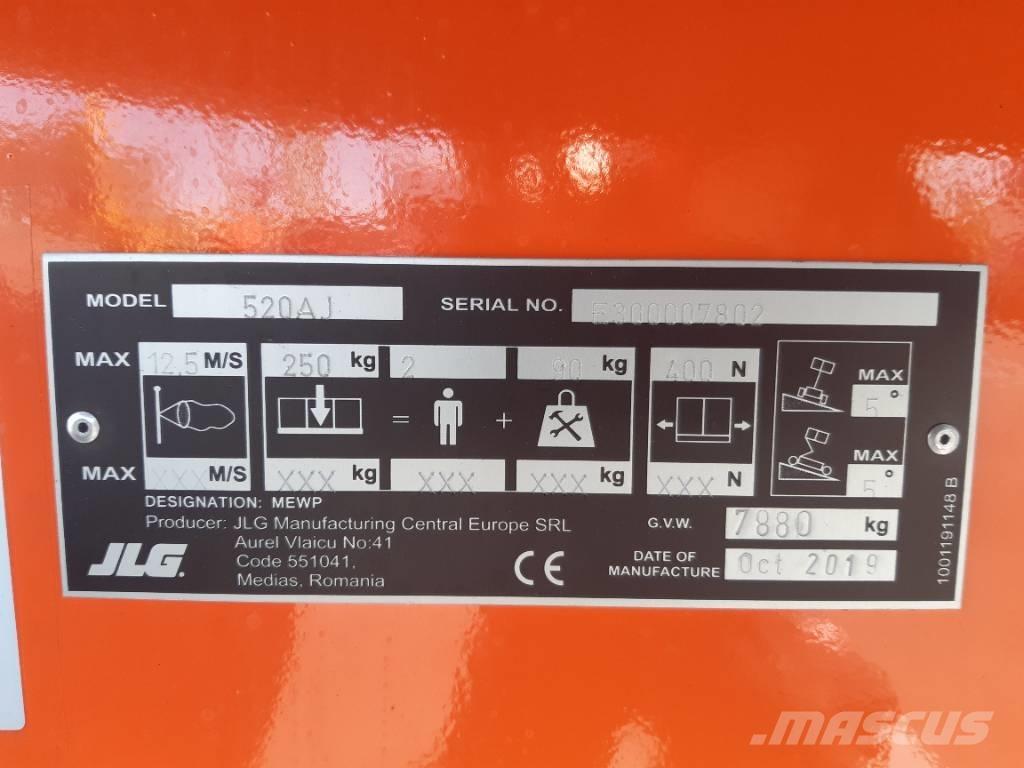 MODEL 520AJ SERIAL NO. E300007802
MAX 12.5 M/S 250 kg 2 90 kg 400 N
MAX 5°
= +
MAX 5°
MAX XXX M/S XXX kg XXX XXX kg XXX N
DESIGNATION: MEWP
Producer: JLG Manufacturing Central Europe SRL
Aurel Vlaicu No:41
Code 551041,
Medias, Romania
JLG.
CE
G.V.W. 7880 kg
DATE OF
MANUFACTURE Oct 2019
1001191148 B
MASCUS